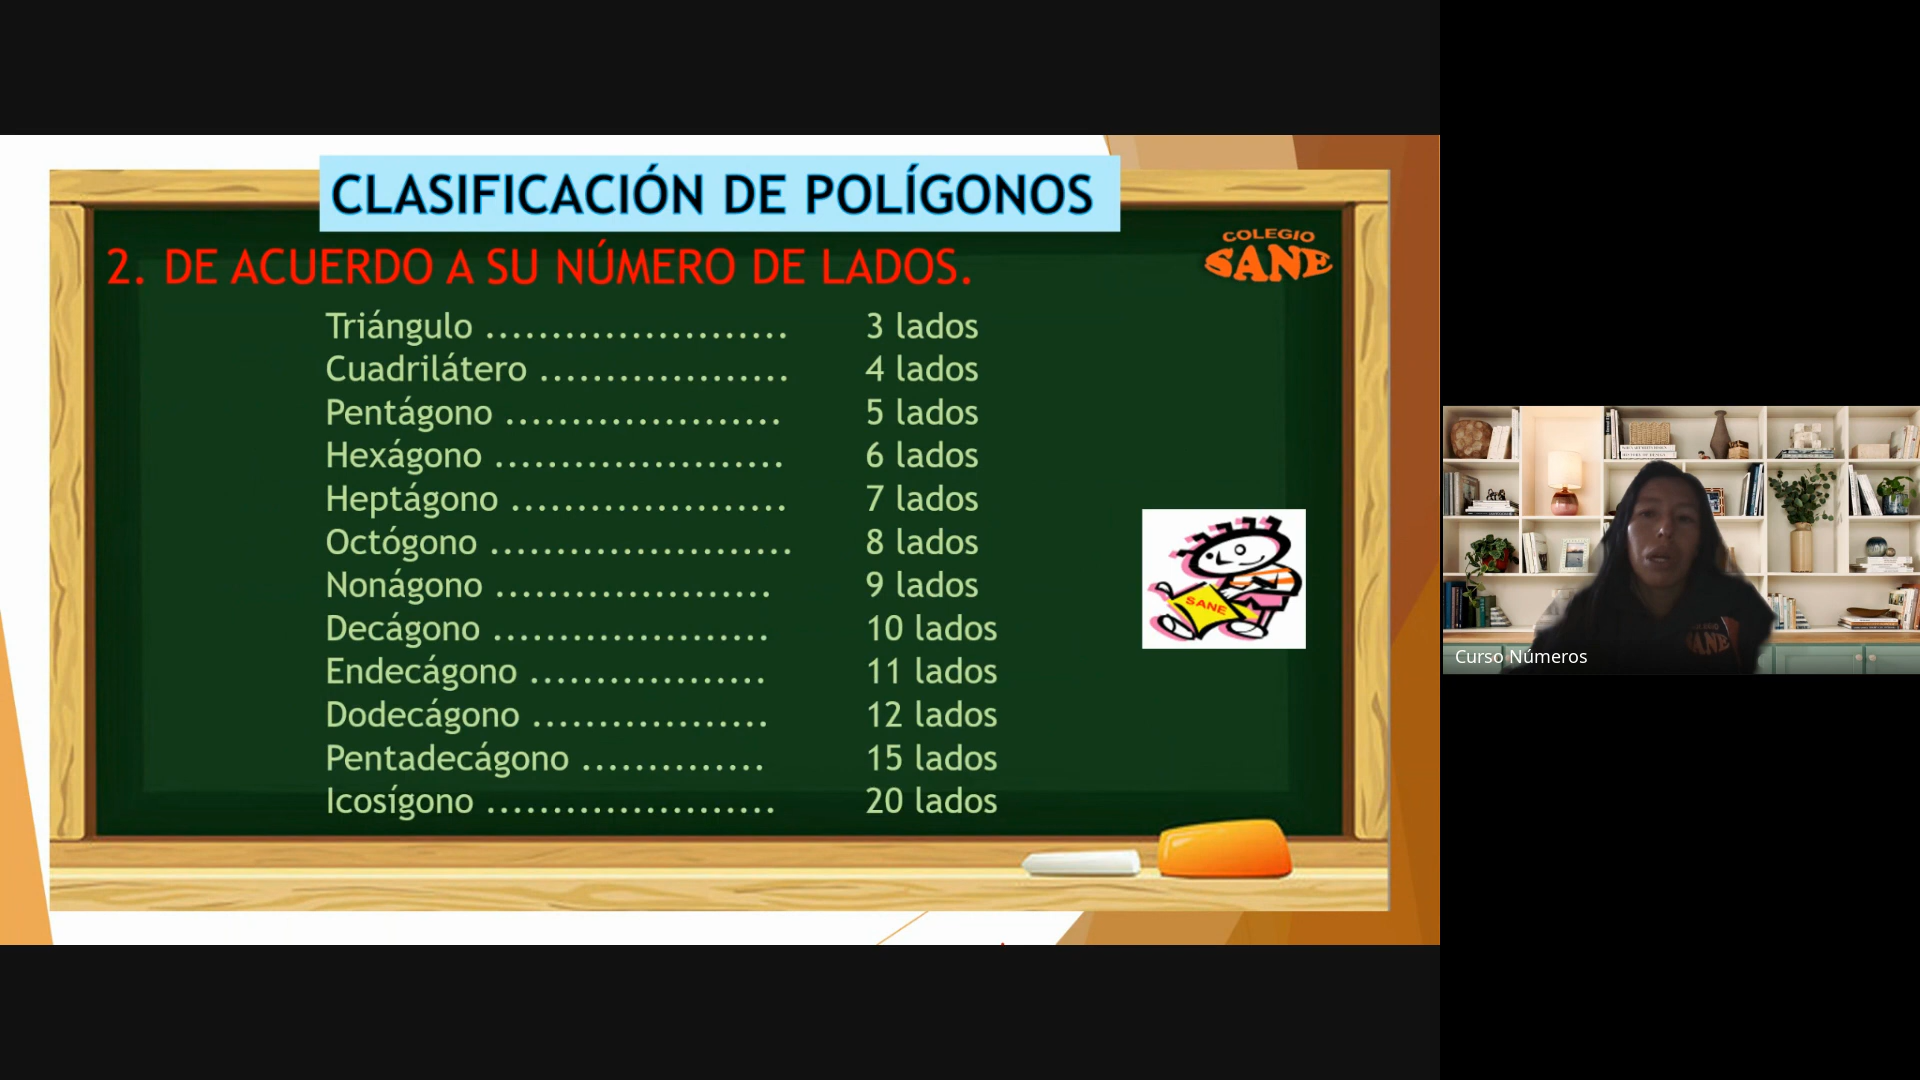 CLASIFICACIÓN DE POLÍGONOS
2. DE ACUERDO A SU NÚMERO DE LADOS.
COLEGIO
SANE
Triángulo ....................... 3 lados
Cuadrilátero ................... 4 lados
Pentágono ..................... 5 lados
Hexágono ...................... 6 lados
Heptágono ..................... 7 lados
Octógono ....................... 8 lados
Nonágono ..................... 9 lados
Decágono ..................... 10 lados
Endecágono .................. 11 lados
Dodecágono .................. 12 lados
Pentadecágono .............. 15 lados
Icosígono ...................... 20 lados
SANE
SANE
Curso Números